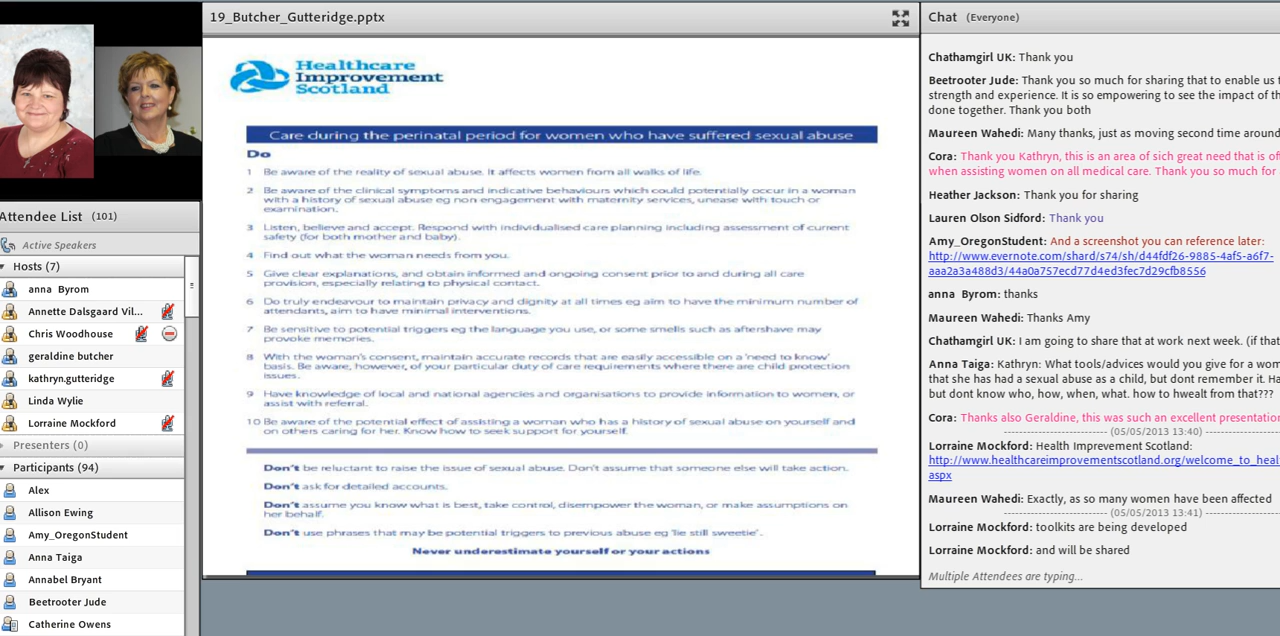 19_Butcher_Gutteridge.pptx
Healthcare
Improvement
Scotland
Care during the perinatal period for women who have suffered sexual abuse
Do
1 Be aware of the reality of sexual abuse. It affects women from all walks of life.
2 Be aware of the clinical symptoms and indicative behaviours which could potentially occur in a woman
with a history of sexual abuse eg non engagement with maternity services, unease with touch or
examination.
3 Listen, believe and accept. Respond with individualised care planning including assessment of current
safety (for both mother and baby).
4 Find out what the woman needs from you.
5 Give clear explanations, and obtain informed and ongoing consent prior to and during all care
provision, especially relating to physical contact.
6 Do truly endeavour to maintain privacy and dignity at all times eg aim to have the minimum number of
attendants, aim to have minimal interventions.
7 Be sensitive to potential triggers eg the language you use, or some smells such as aftershave may
provoke memories.
8 With the woman's consent, maintain accurate records that are easily accessible on a 'need to know'
basis. Be aware, however, of your particular duty of care requirements where there are child protection
issues.
9 Have knowledge of local and national agencies and organisations to provide information to women, or
assist with referral.
10 Be aware of the potential effect of assisting a woman who has a history of sexual abuse on yourself and
on others caring for her. Know how to seek support for yourself.
Don't be reluctant to raise the issue of sexual abuse. Don't assume that someone else will take action.
Don't ask for detailed accounts.
Don't assume you know what is best, take control, disempower the woman, or make assumptions on
her behalf.
Don't use phrases that may be potential triggers to previous abuse eg 'lie still sweetie'.
Never underestimate yourself or your actions
Attendee List (101)
Active Speakers
Hosts (7)
anna Byrom
Annette Dalsgaard Vil...
Chris Woodhouse
geraldine butcher
kathryn.gutteridge
Linda Wylie
Lorraine Mockford
Presenters (0)
Participants (94)
Alex
Allison Ewing
Amy_OregonStudent
Anna Taiga
Annabel Bryant
Beetrooter Jude
Catherine Owens
Chat (Everyone)
Chathamgirl UK: Thank you
Beetrooter Jude: Thank you so much for sharing that to enable us
strength and experience. It is so empowering to see the impact of
done together. Thank you both
Maureen Wahedi: Many thanks, just as moving second time around
Cora: Thank you Kathryn, this is an area of sich great need that is
when assisting women on all medical care. Thank you so much for
Heather Jackson: Thank you for sharing
Lauren Olson Sidford: Thank you
Amy_OregonStudent: And a screenshot you can reference later:
http://www.evernote.com/shard/s74/sh/d44fdf26-9885-4af5-a6f7-
aaa2a3a488d3/44a0a757ecd77d4ed3fec7d29cfb8556
anna Byrom: thanks
Maureen Wahedi: Thanks Amy
Chathamgirl UK: I am going to share that at work next week. (if that
Anna Taiga: Kathryn: What tools/advices would you give for a
that she has had a sexual abuse as a child, but dont remember it.
but dont know who, how, when, what. how to hwealt from that???
Cora: Thanks also Geraldine, this was such an excellent
(05/05/2013 13:40)
Lorraine Mockford: Health Improvement Scotland:
http://www.healthcareimprovementscotland.org/welcome_to_heal
aspx
Maureen Wahedi: Exactly, as so many women have been affected
(05/05/2013 13:41)
Lorraine Mockford: toolkits are being developed
Lorraine Mockford: and will be shared
Multiple Attendees are typing...